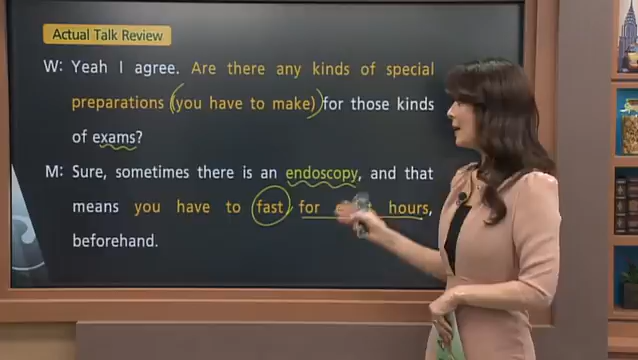 Actual Talk Review
W: Yeah I agree. Are there any kinds of special
preparations (you have to make) for those kinds
of exams?
M: Sure, sometimes there is an endoscopy, and that
means you have to fast for hours,
beforehand.